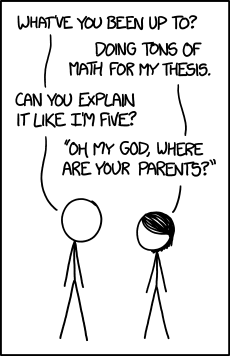 WHAT'VE YOU BEEN UP TO?
DOING TONS OF
MATH FOR MY THESIS.
CAN YOU EXPLAIN
IT LIKE I'M FIVE?
"OH MY GOD, WHERE
ARE YOUR PARENTS?"